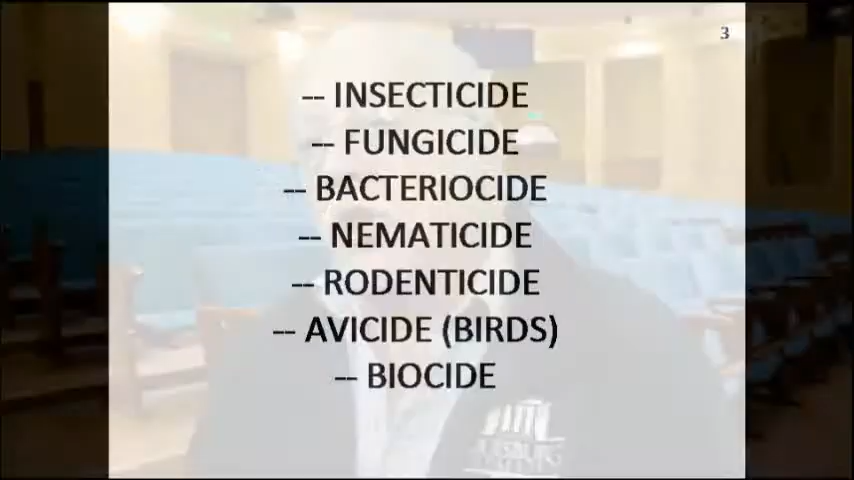 3
-- INSECTICIDE
-- FUNGICIDE
-- BACTERIOCIDE
-- NEMATICIDE
-- RODENTICIDE
-- AVICIDE (BIRDS)
-- BIOCIDE